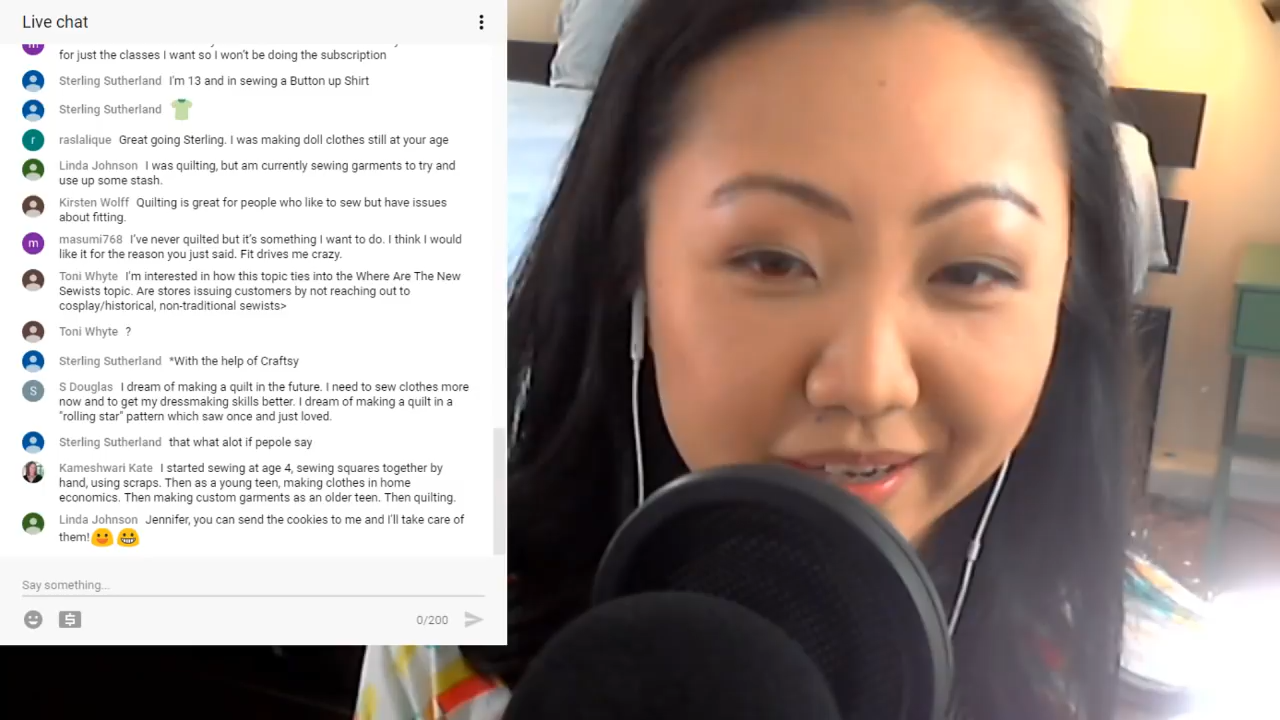 Live chat
for just the classes I want so I won't be doing the subscription
Sterling Sutherland I'm 13 and in sewing a Button up Shirt
Sterling Sutherland
r raslalique Great going Sterling. I was making doll clothes still at your age
Linda Johnson I was quilting, but am currently sewing garments to try and
use up some stash.
Kirsten Wolff Quilting is great for people who like to sew but have issues
about fitting.
m masumi768 I've never quilted but it's something I want to do. I think I would
like it for the reason you just said. Fit drives me crazy.
Toni Whyte I'm interested in how this topic ties into the Where Are The New
Sewists topic. Are stores issuing customers by not reaching out to
cosplay/historical, non-traditional sewists>
Toni Whyte ?
Sterling Sutherland *With the help of Craftsy
S S Douglas I dream of making a quilt in the future. I need to sew clothes more
now and to get my dressmaking skills better. I dream of making a quilt in a
"rolling star" pattern which saw once and just loved.
Sterling Sutherland that what alot if pepole say
Kameshwari Kate I started sewing at age 4, sewing squares together by
hand, using scraps. Then as a young teen, making clothes in home
economics. Then making custom garments as an older teen. Then quilting.
Linda Johnson Jennifer, you can send the cookies to me and I'll take care of
them!
Say something...
0/200